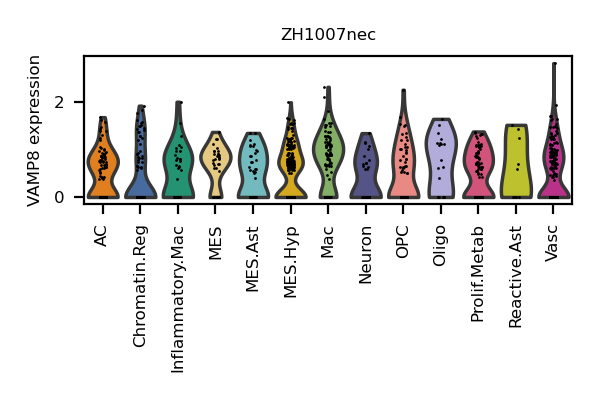 ZH1007nec
VAMP8 expression
2
0
AC
Chromatin.Reg
Inflammatory.Mac
MES
MES.Ast
MES.Hyp
Mac
Neuron
OPC
Oligo
Prolif.Metab
Reactive.Ast
Vasc